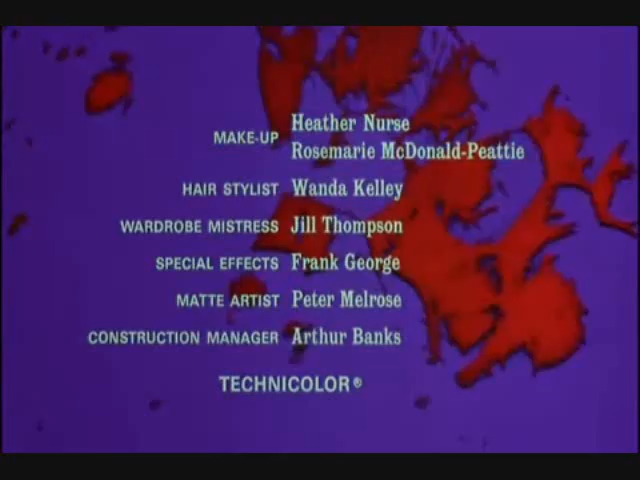 MAKE-UP Heather Nurse
Rosemarie McDonald-Peattie
HAIR STYLIST Wanda Kelley
WARDROBE MISTRESS Jill Thompson
SPECIAL EFFECTS Frank George
MATTE ARTIST Peter Melrose
CONSTRUCTION MANAGER Arthur Banks
TECHNICOLOR®